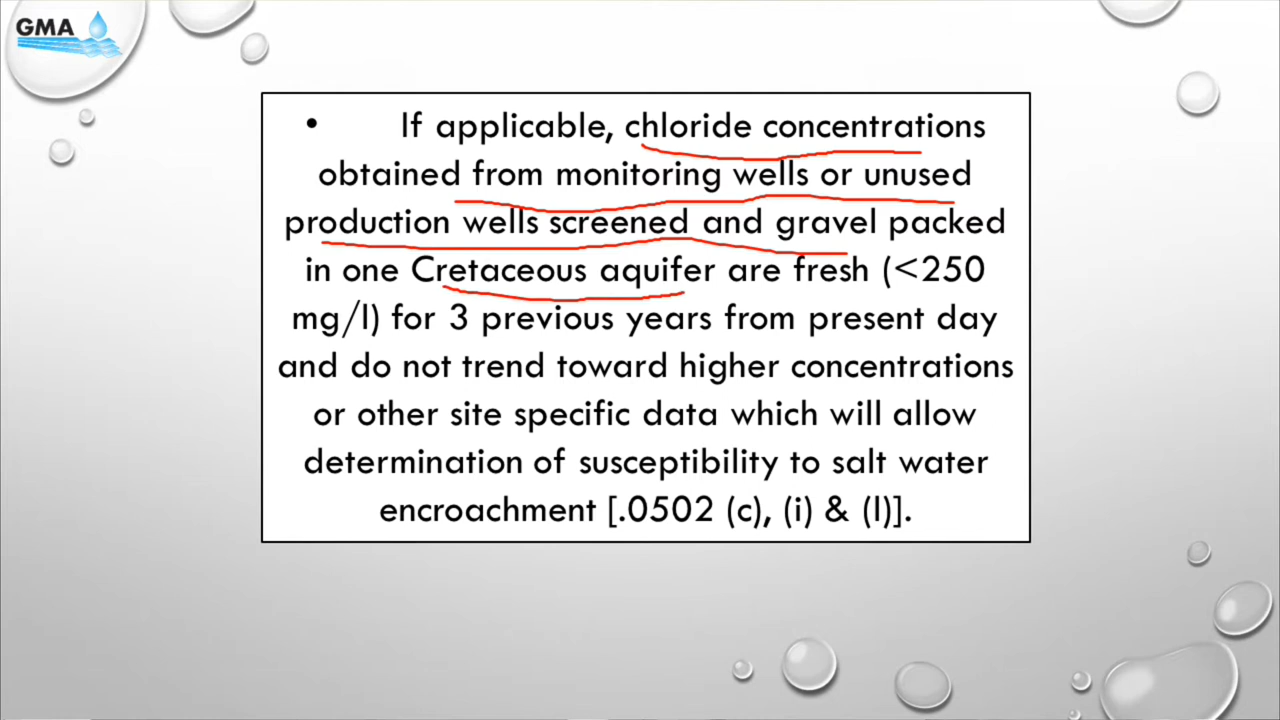 GMA
• If applicable, chloride concentrations
obtained from monitoring wells or unused
production wells screened and gravel packed
in one Cretaceous aquifer are fresh (<250
mg/l) for 3 previous years from present day
and do not trend toward higher concentrations
or other site specific data which will allow
determination of susceptibility to salt water
encroachment [.0502 (c), (i) & (l)].